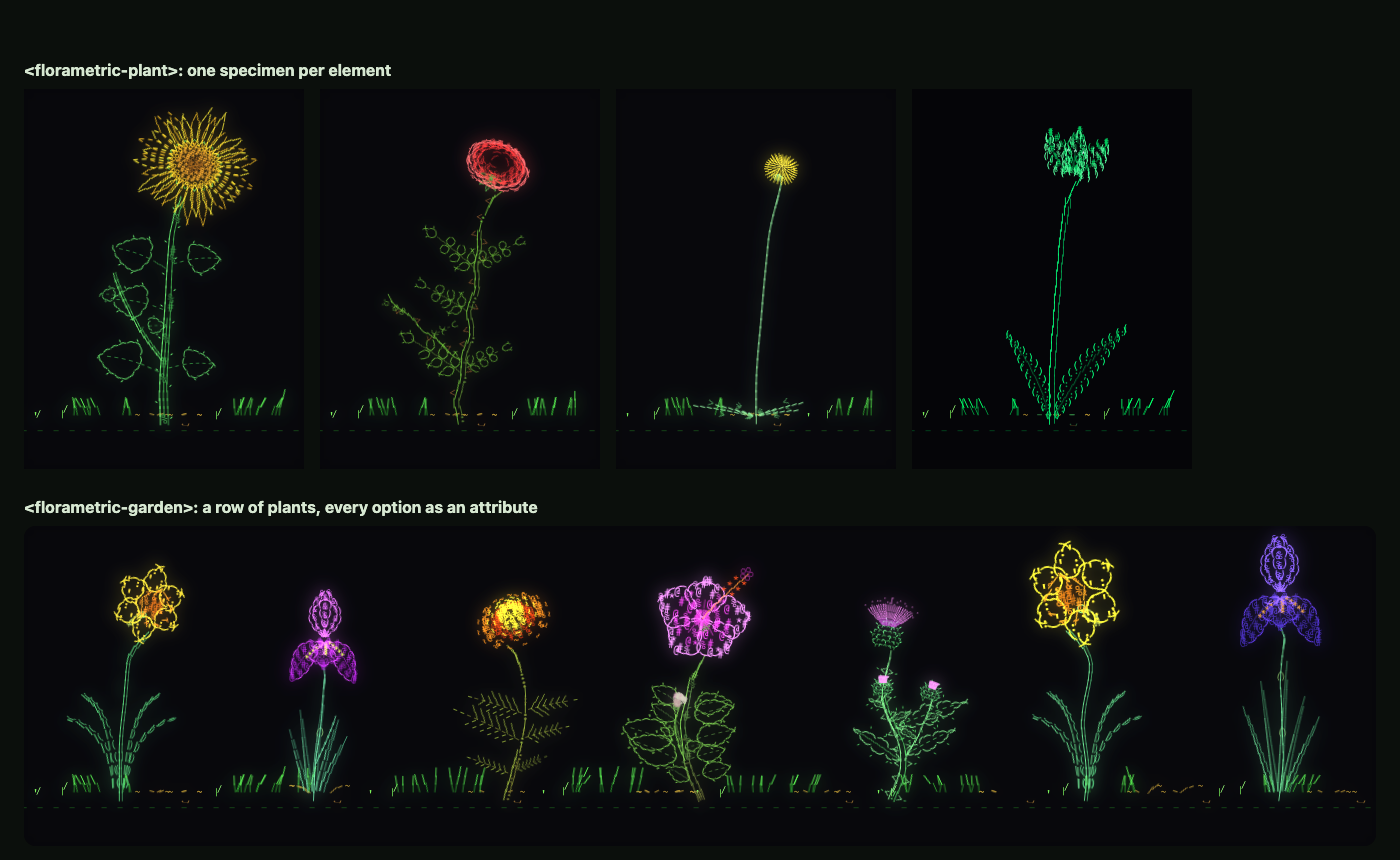 <florametric-plant>: one specimen per element
<florametric-garden>: a row of plants, every option as an attribute